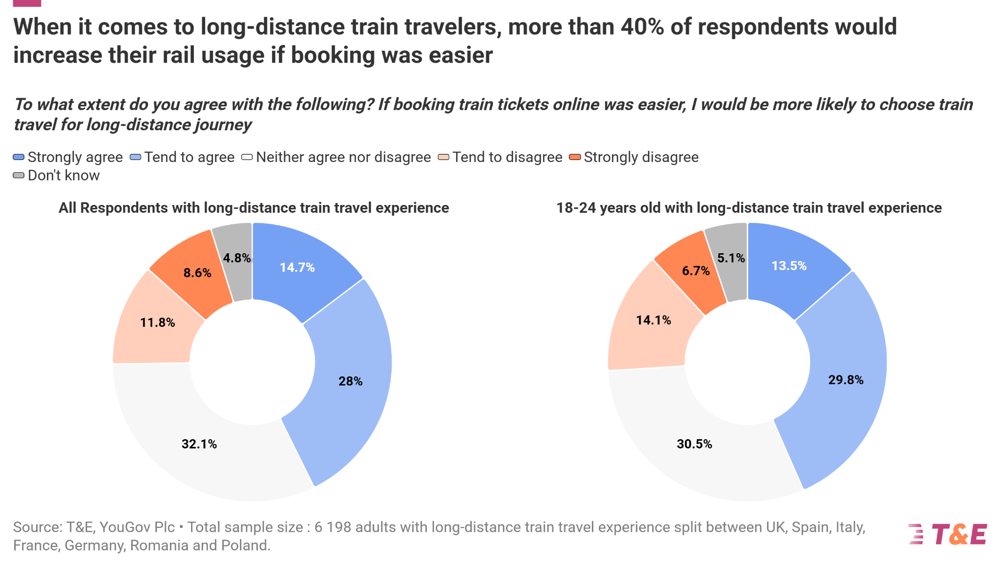 When it comes to long-distance train travelers, more than 40% of respondents would
increase their rail usage if booking was easier
To what extent do you agree with the following? If booking train tickets online was easier, I would be more likely to choose train
travel for long-distance journey
Strongly agree Tend to agree Neither agree nor disagree Tend to disagree Strongly disagree
Don't know
All Respondents with long-distance train travel experience
4.8%
14.7%
8.6%
11.8%
28%
32.1%
18-24 years old with long-distance train travel experience
5.1%
13.5%
6.7%
14.1%
29.8%
30.5%
Source: T&E, YouGov Plc • Total sample size : 6 198 adults with long-distance train travel experience split between UK, Spain, Italy,
France, Germany, Romania and Poland.
T&E